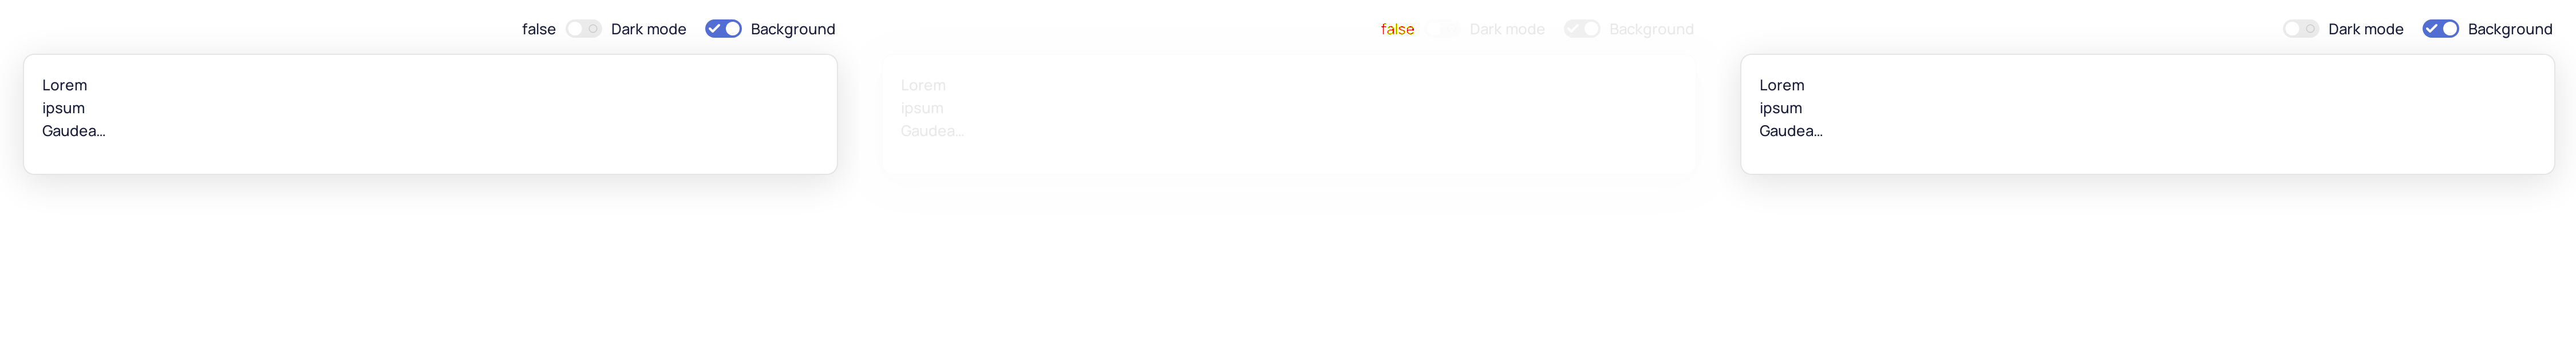 false Dark mode Background
Lorem
ipsum
Gaudea…
false Dark mode Background
Lorem
ipsum
Gaudea…
Dark mode Background
Lorem
ipsum
Gaudea…